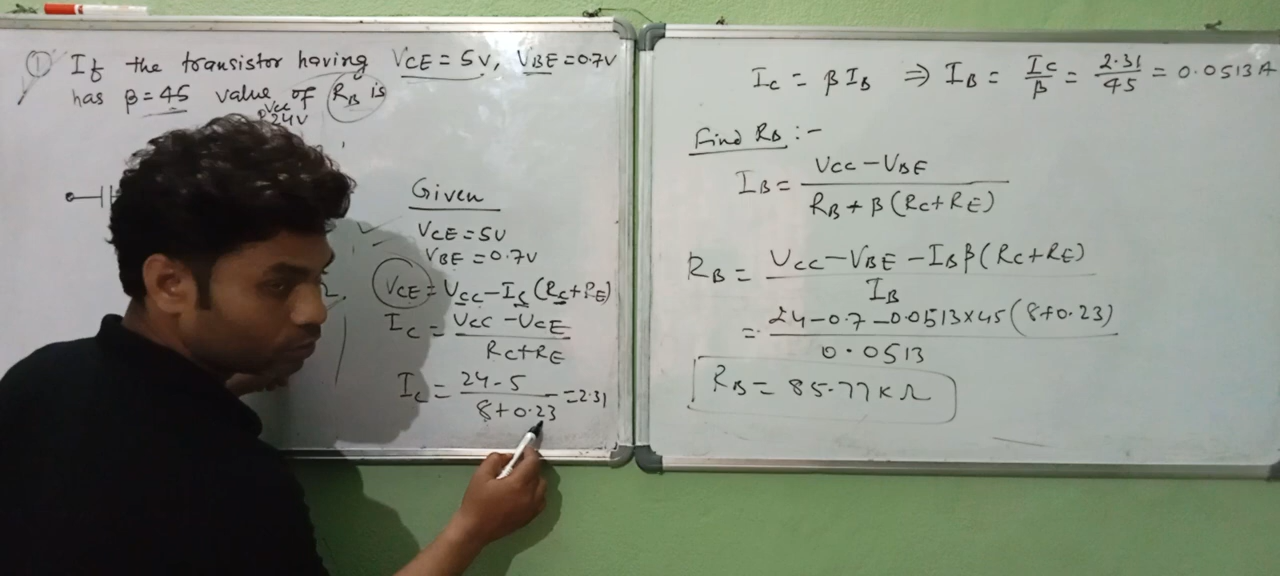 ① If the transistor having VCE = 5V, VBE = 0.7V
has β = 45 value of RB is
VCC
24V
Given
VCE = 5V
VBE = 0.7V
VCE = VCC - IC (RC + RE)
IC = VCC - VCE / RC + RE
IC = 24 - 5 / 8 + 0.23 = 2.31
IC = β IB ⇒ IB = IC / β = 2.31 / 45 = 0.0513 A
Find RB :-
IB = VCC - VBE / RB + β (RC + RE)
RB = VCC - VBE - IB β (RC + RE) / IB
= 24 - 0.7 - 0.0513 × 45 (8 + 0.23) / 0.0513
RB = 85.77 K Ω